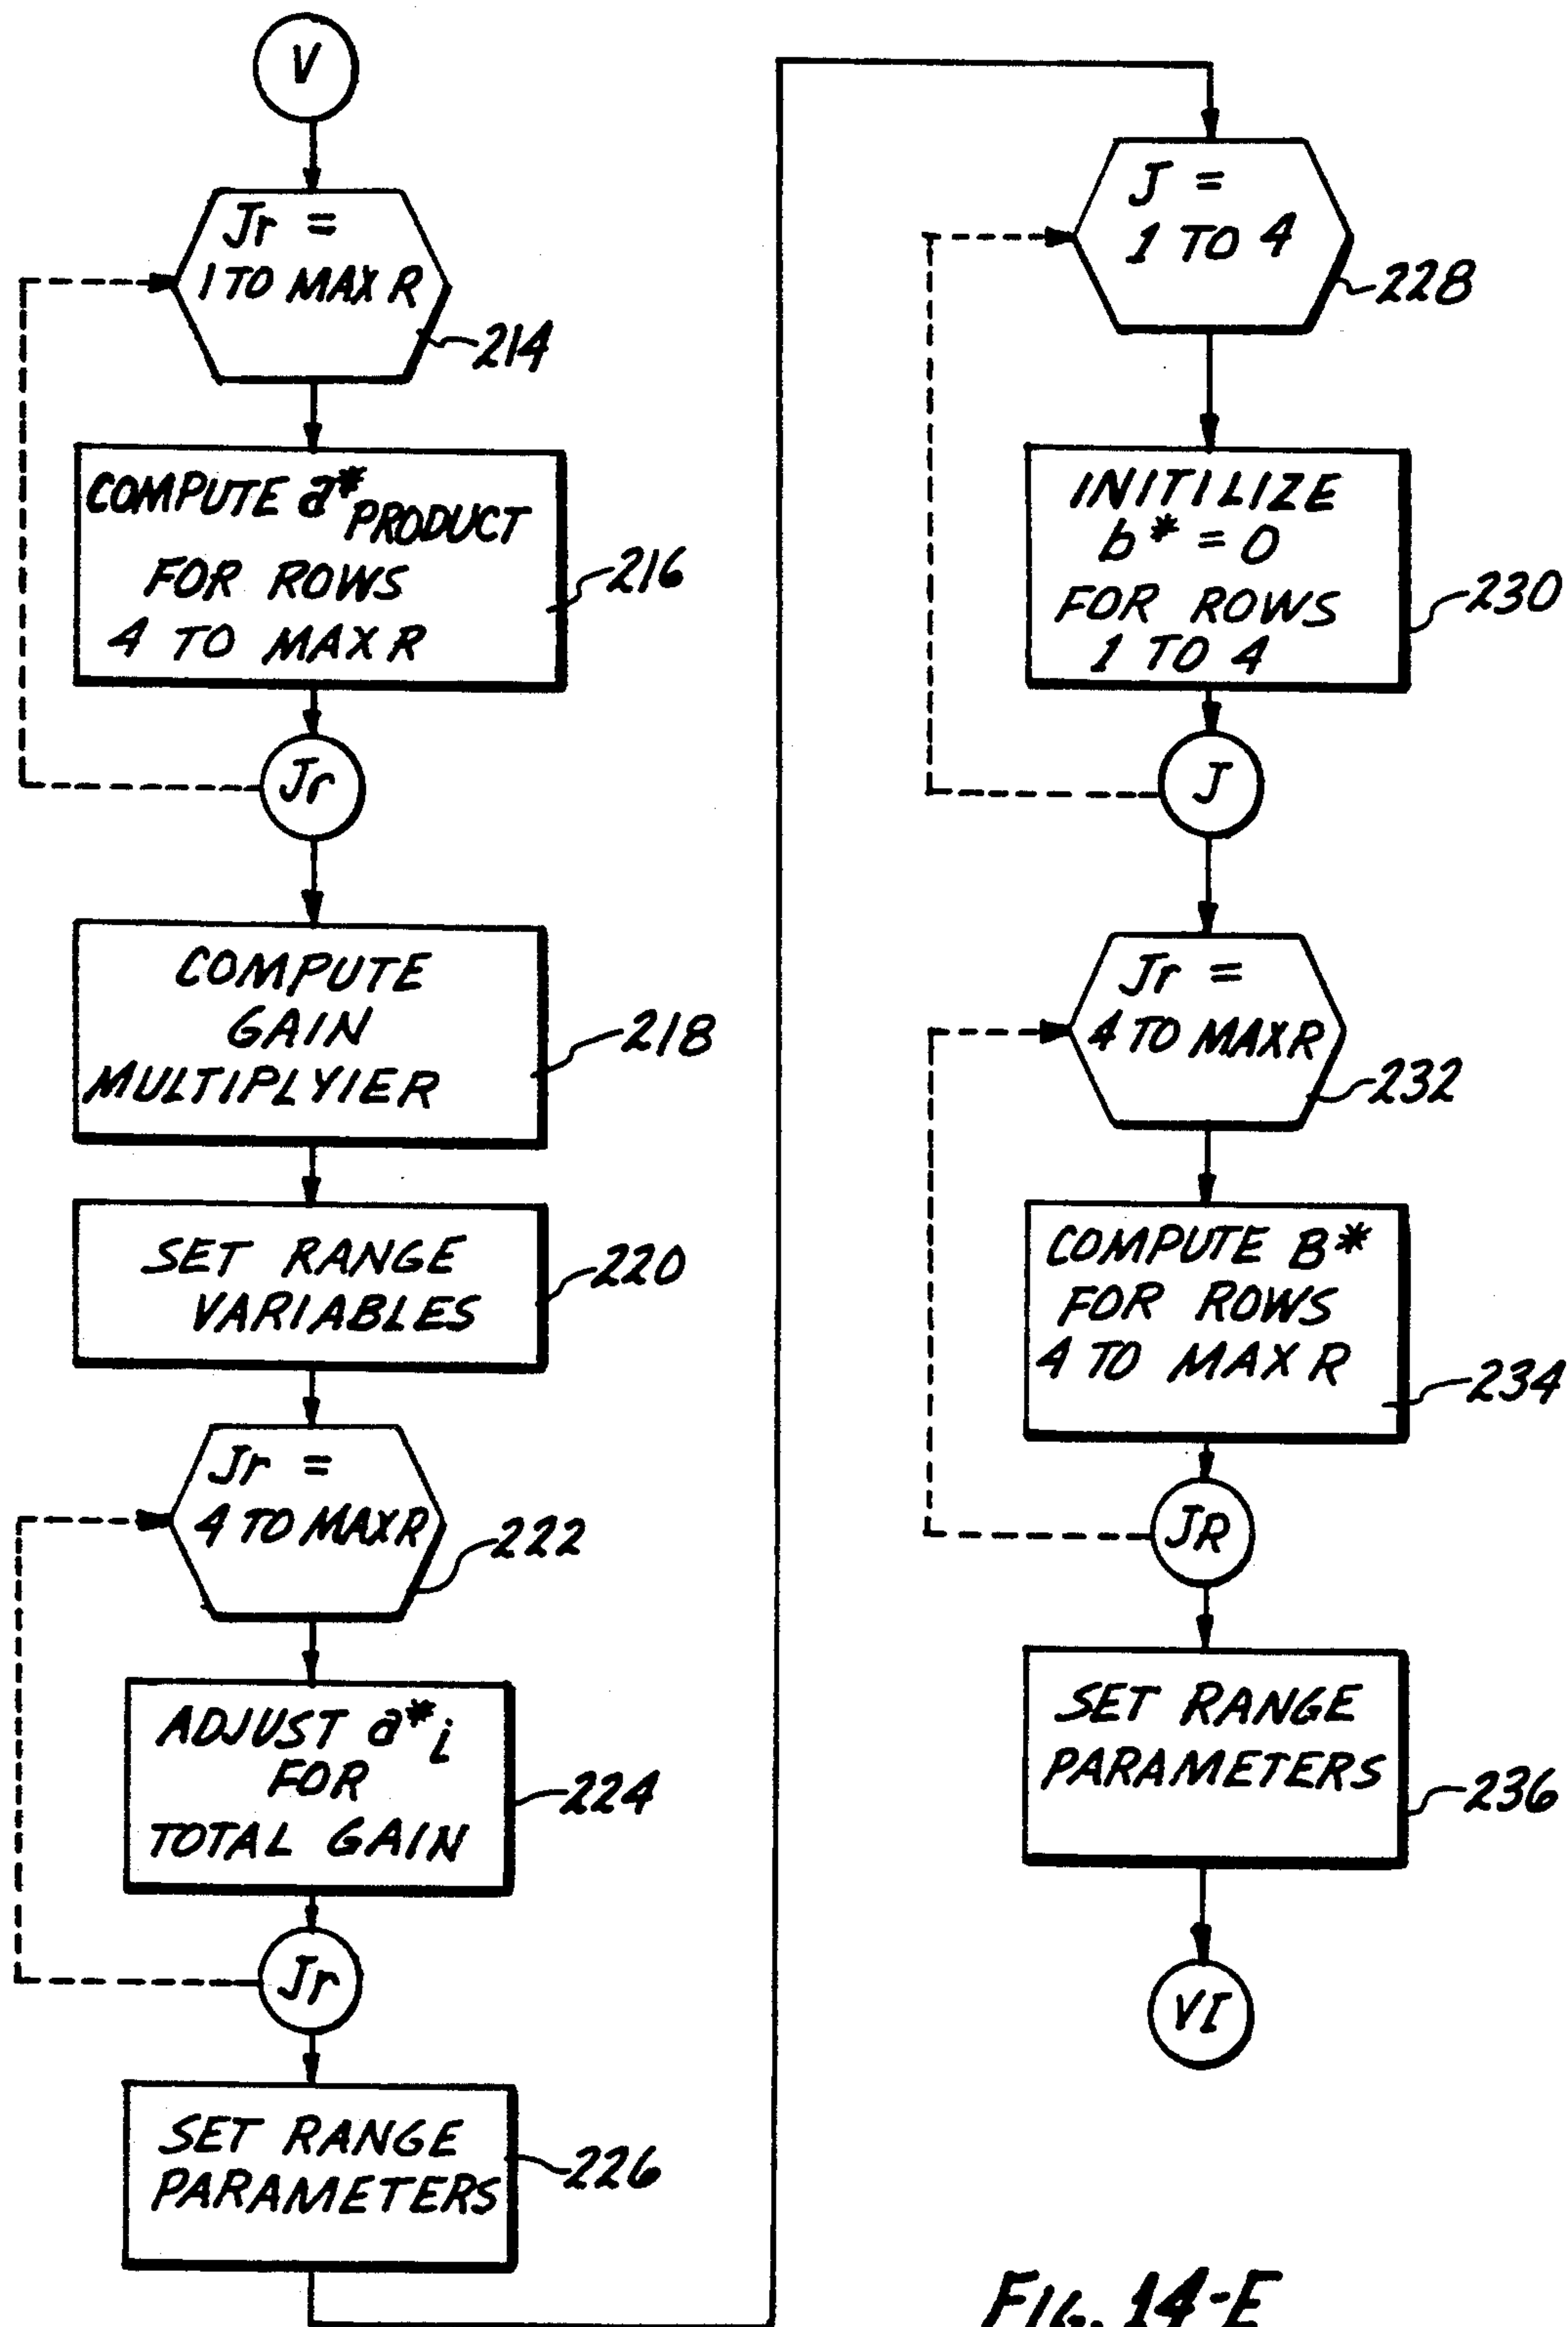 V
Jr =
1 TO MAX R
214
COMPUTE a* PRODUCT
FOR ROWS
4 TO MAX R
216
Jr
COMPUTE
GAIN
MULTIPLYIER
218
SET RANGE
VARIABLES
220
Jr =
4 TO MAX R
222
ADJUST a* i
FOR
TOTAL GAIN
224
Jr
SET RANGE
PARAMETERS
226
J =
1 TO 4
228
INITILIZE
b* = 0
FOR ROWS
1 TO 4
230
J
Jr =
4 TO MAX R
232
COMPUTE B*
FOR ROWS
4 TO MAX R
234
JR
SET RANGE
PARAMETERS
236
VI
FIG. 14-E